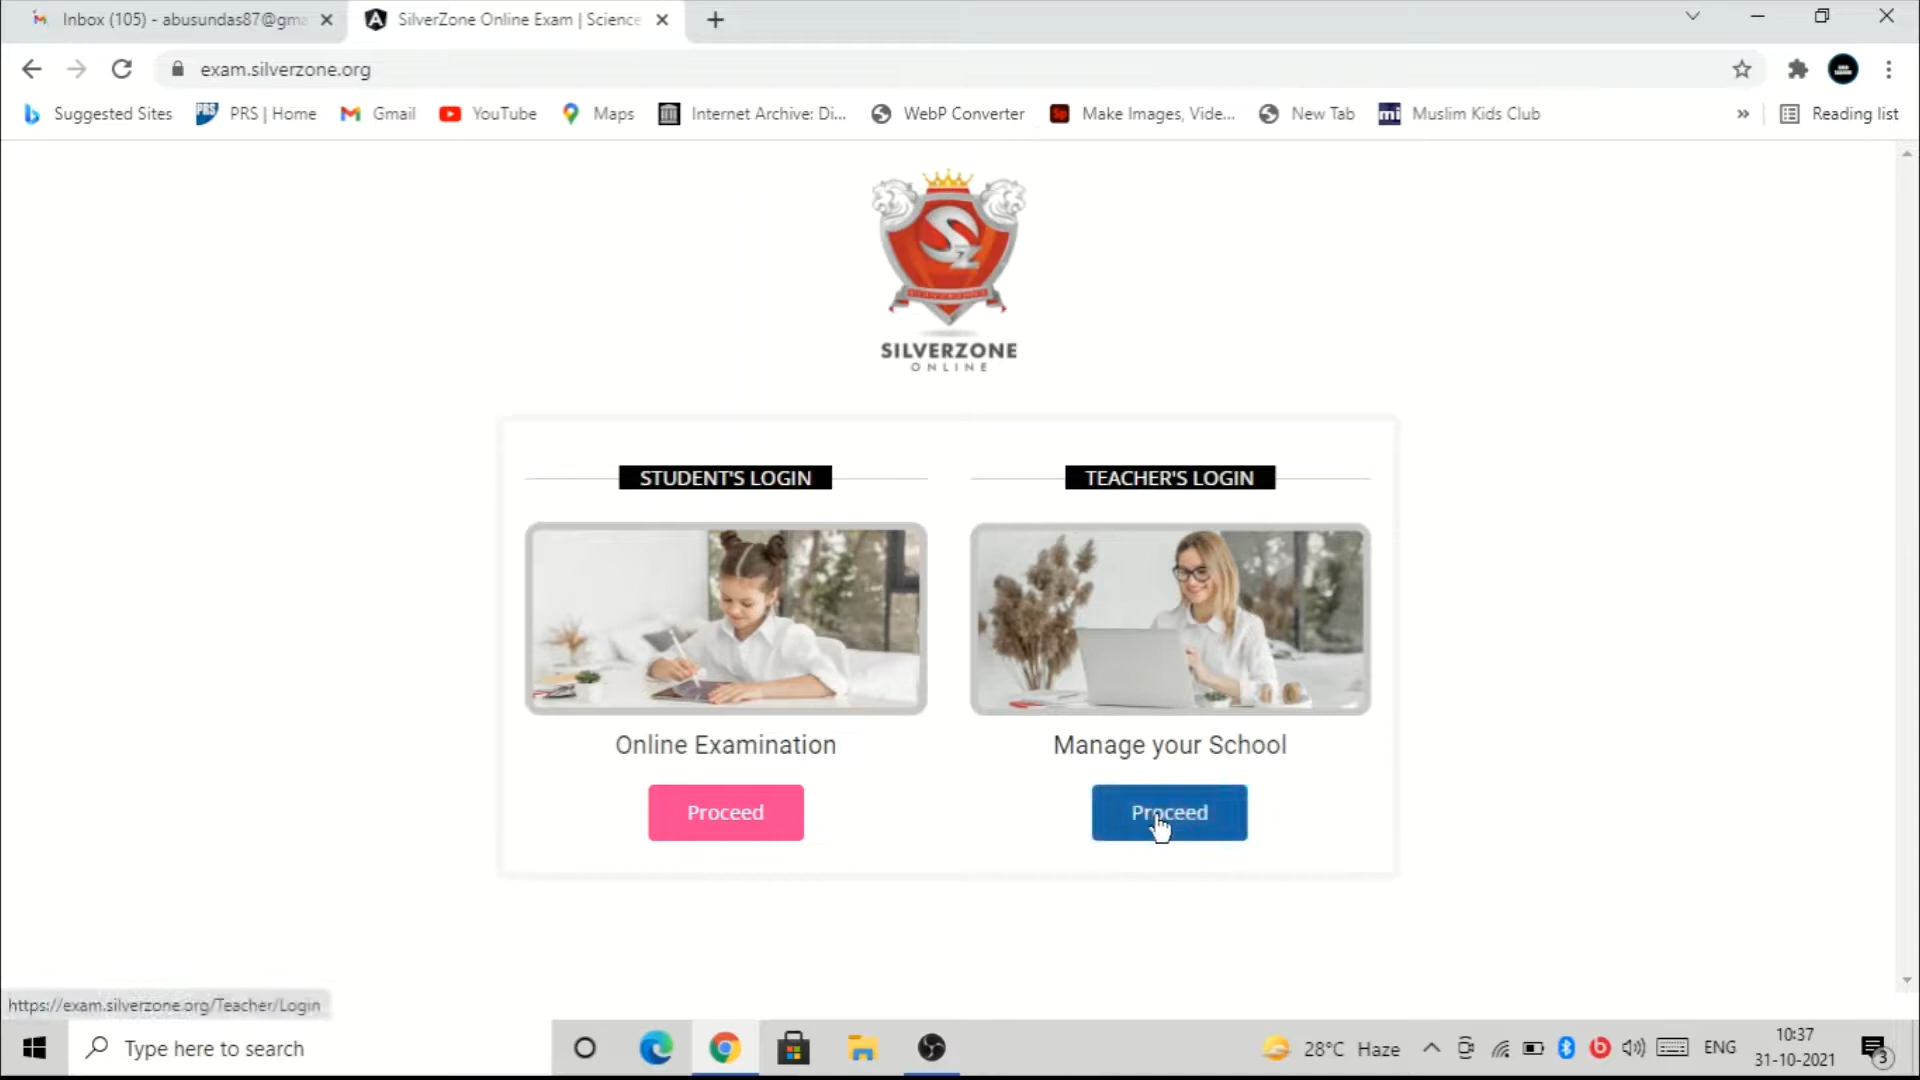 Inbox (105) - abusundas87@gma
SilverZone Online Exam | Science
exam.silverzone.org
Suggested Sites
PRS | Home
Gmail
YouTube
Maps
Internet Archive: Di...
WebP Converter
Make Images, Vide...
New Tab
Muslim Kids Club
»
Reading list
SILVERZONE
ONLINE
STUDENT'S LOGIN
TEACHER'S LOGIN
Online Examination
Manage your School
Proceed
Proceed
https://exam.silverzone.org/Teacher/Login
Type here to search
28°C Haze
ENG
10:37
31-10-2021
3